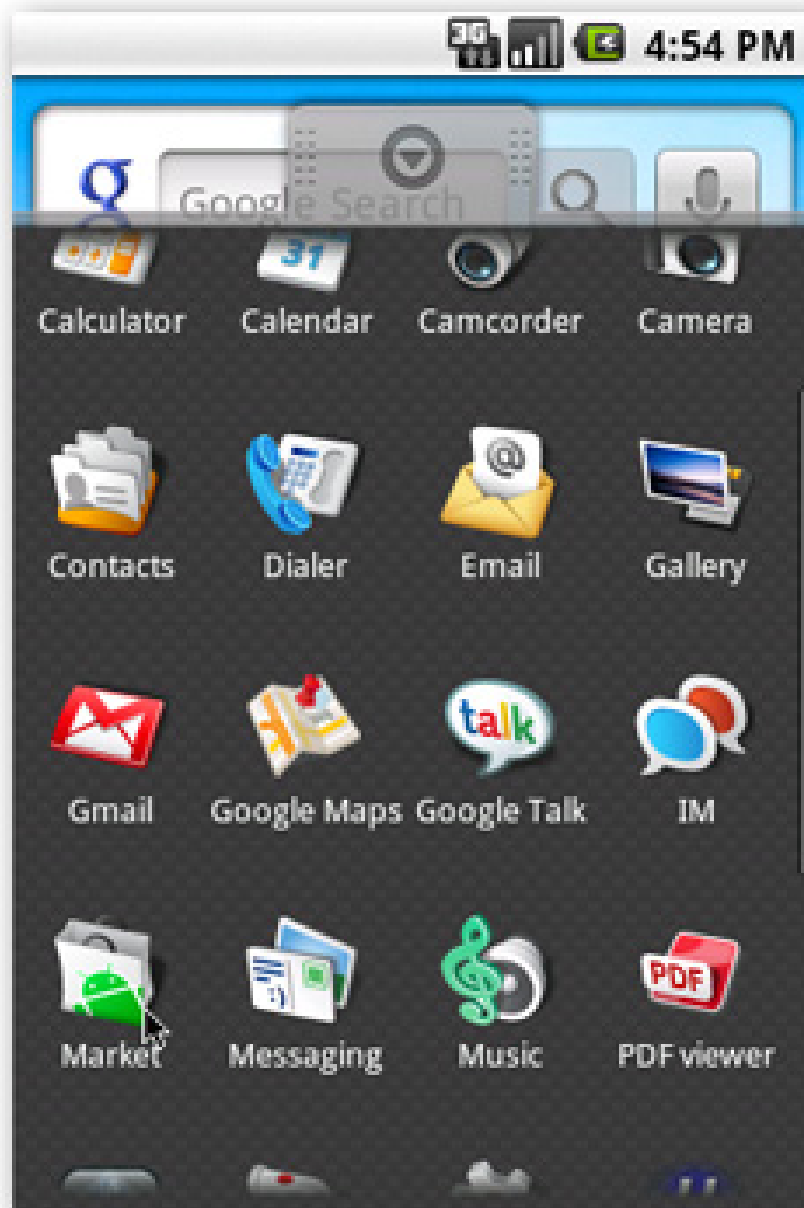 3G 4:54 PM
g Google Search
31
Calculator Calendar Camcorder Camera
@
Contacts Dialer Email Gallery
talk
Gmail Google Maps Google Talk IM
PDF
Market Messaging Music PDF viewer